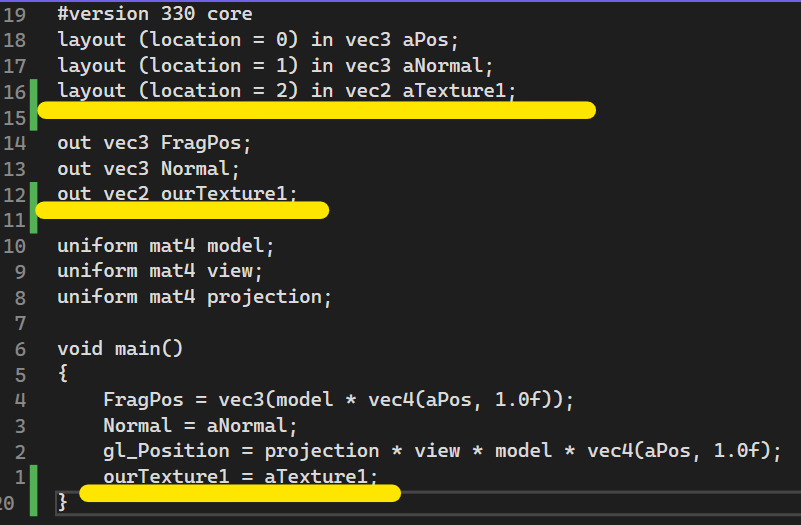 19 #version 330 core
18 layout (location = 0) in vec3 aPos;
17 layout (location = 1) in vec3 aNormal;
16 layout (location = 2) in vec2 aTexture1;
15
14 out vec3 FragPos;
13 out vec3 Normal;
12 out vec2 ourTexture1;
11
10 uniform mat4 model;
9 uniform mat4 view;
8 uniform mat4 projection;
7
6 void main()
5 {
4 FragPos = vec3(model * vec4(aPos, 1.0f));
3 Normal = aNormal;
2 gl_Position = projection * view * model * vec4(aPos, 1.0f);
1 ourTexture1 = aTexture1;
20 }